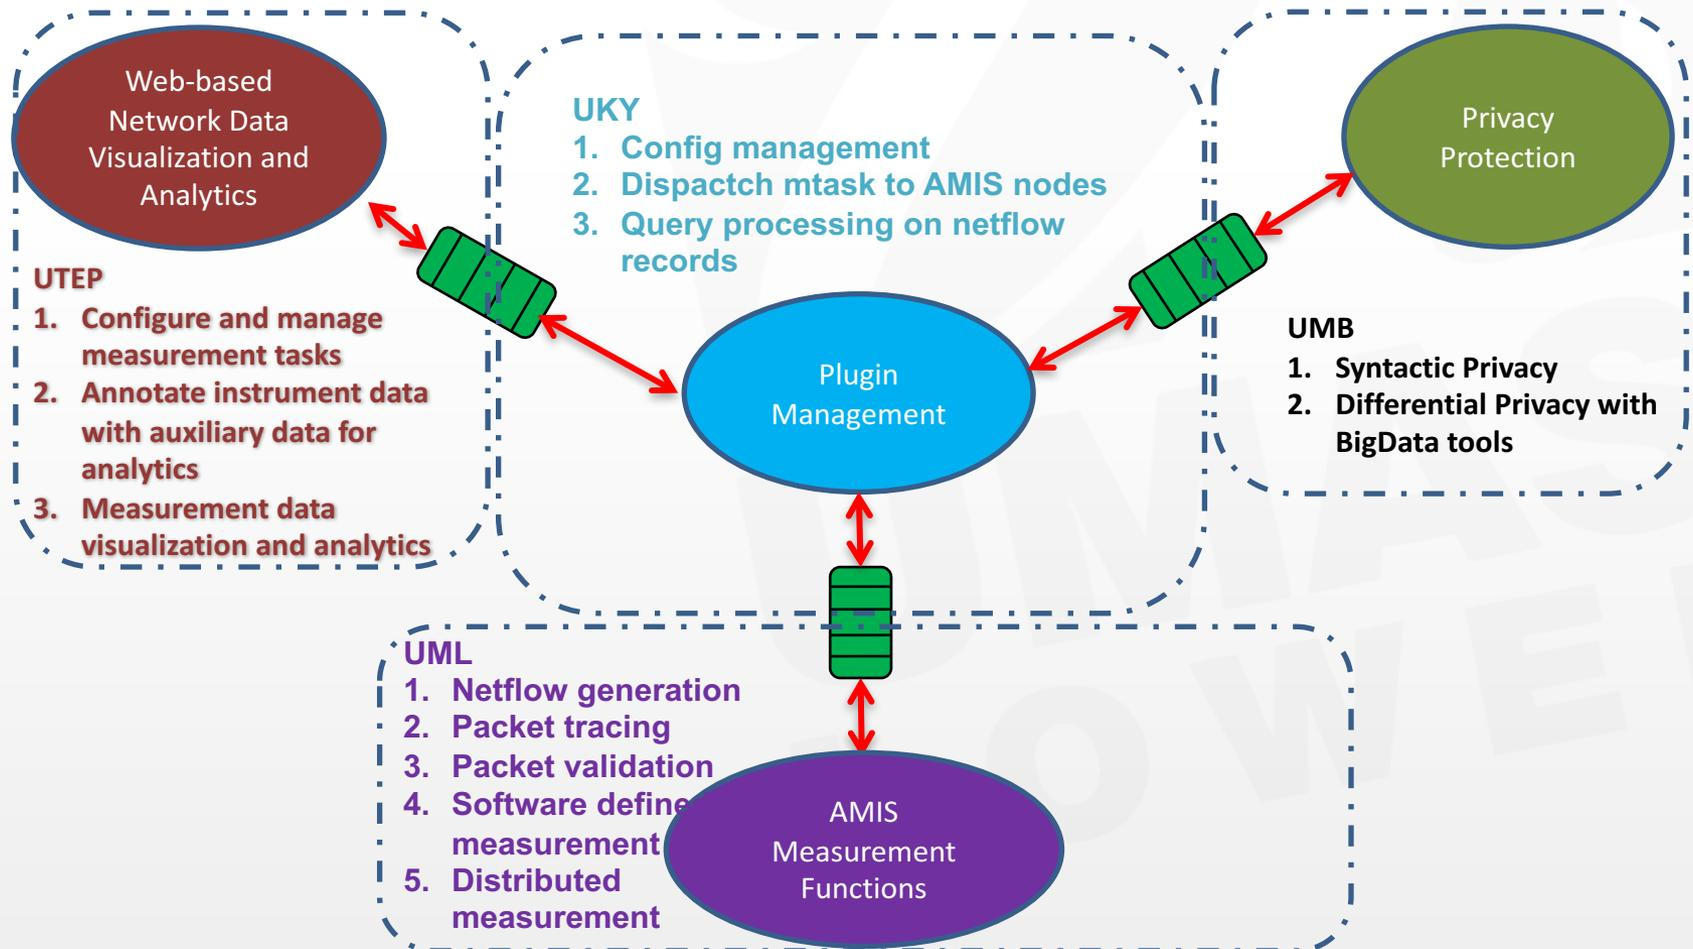 Web-based
Network Data
Visualization and
Analytics
UTEP
1. Configure and manage
measurement tasks
2. Annotate instrument data
with auxiliary data for
analytics
3. Measurement data
visualization and analytics
UKY
1. Config management
2. Dispactch mtask to AMIS nodes
3. Query processing on netflow
records
Plugin
Management
Privacy
Protection
UMB
1. Syntactic Privacy
2. Differential Privacy with
BigData tools
UML
1. Netflow generation
2. Packet tracing
3. Packet validation
4. Software define
measurement
5. Distributed
measurement
AMIS
Measurement
Functions